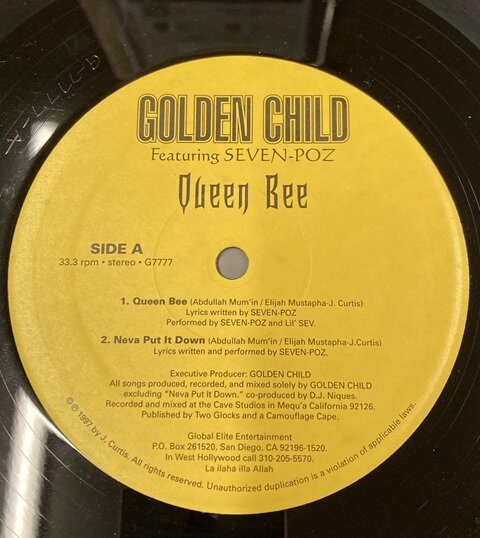 GOLDEN CHILD
Featuring SEVEN-POZ
Queen Bee
SIDE A
33.3 rpm • stereo • G7777
1. Queen Bee (Abdullah Mum'in / Elijah Mustapha-J. Curtis)
Lyrics written by SEVEN-POZ
Performed by SEVEN-POZ and Lil' SEV.
2. Neva Put It Down (Abdullah Mum'in / Elijah Mustapha-J.Curtis)
Lyrics written and performed by SEVEN-POZ.
Executive Producer: GOLDEN CHILD
All songs produced, recorded, and mixed solely by GOLDEN CHILD
excluding "Neva Put It Down." co-produced by D.J. Niques.
Recorded and mixed at the Cave Studios in Mequ'a California 92126.
Published by Two Glocks and a Camouflage Cape.
Global Elite Entertainment
P.O. Box 261520, San Diego. CA 92196-1520.
In West Hollywood call 310-205-5570.
La ilaha illa Allah
℗ © 1997 by J. Curtis. All rights reserved. Unauthorized duplication is a violation of applicable laws.